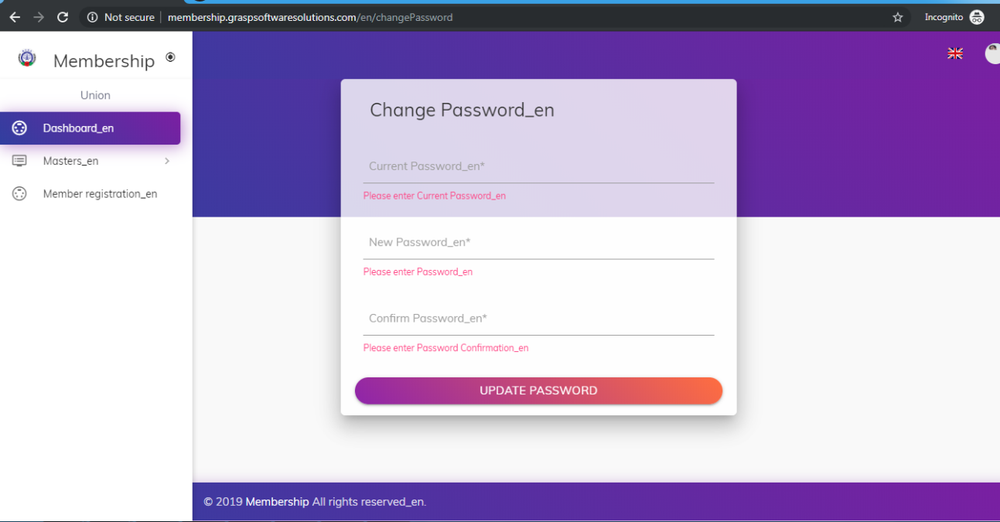 Not secure | membership.graspsoftwaresolutions.com/en/changePassword
Incognito
Membership
Union
Dashboard_en
Masters_en
Member registration_en
Change Password_en
Current Password_en*
Please enter Current Password_en
New Password_en*
Please enter Password_en
Confirm Password_en*
Please enter Password Confirmation_en
UPDATE PASSWORD
© 2019 Membership All rights reserved_en.